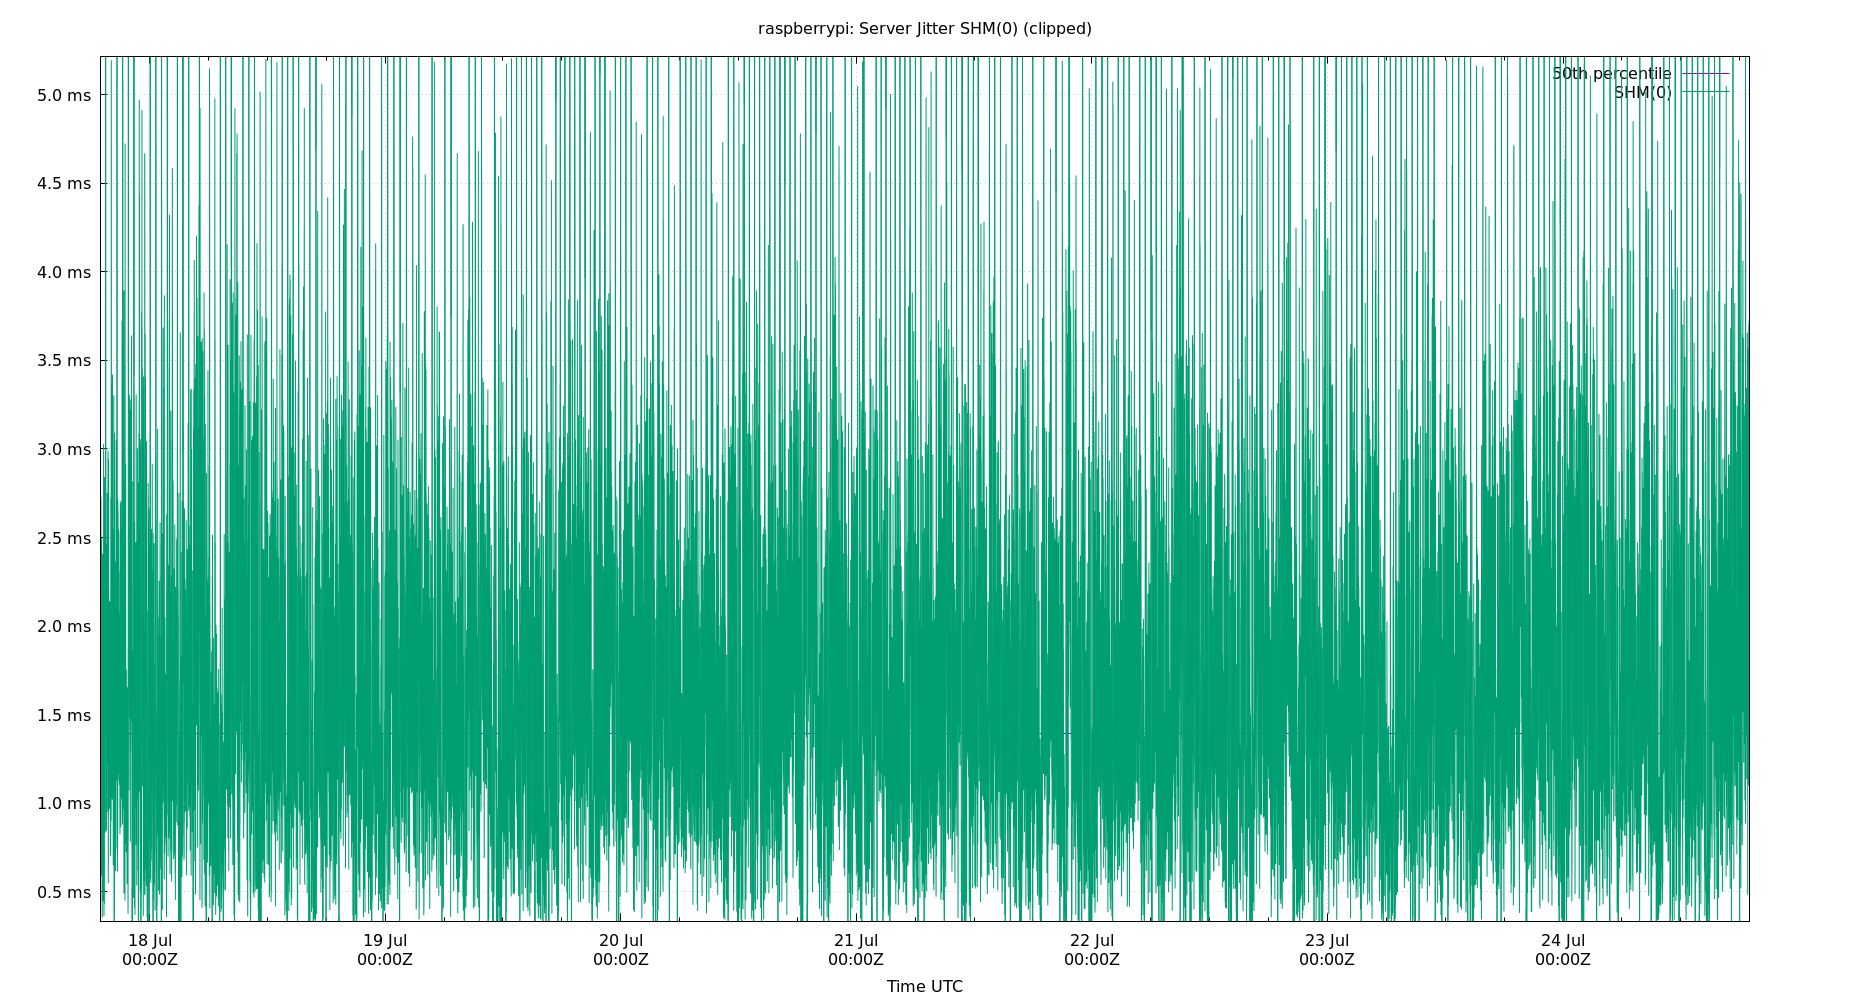 raspberrypi: Server Jitter SHM(0) (clipped)
50th percentile
SHM(0)
5.0 ms
4.5 ms
4.0 ms
3.5 ms
3.0 ms
2.5 ms
2.0 ms
1.5 ms
1.0 ms
0.5 ms
18 Jul 19 Jul 20 Jul 21 Jul 22 Jul 23 Jul 24 Jul
00:00Z 00:00Z 00:00Z 00:00Z 00:00Z 00:00Z 00:00Z
Time UTC